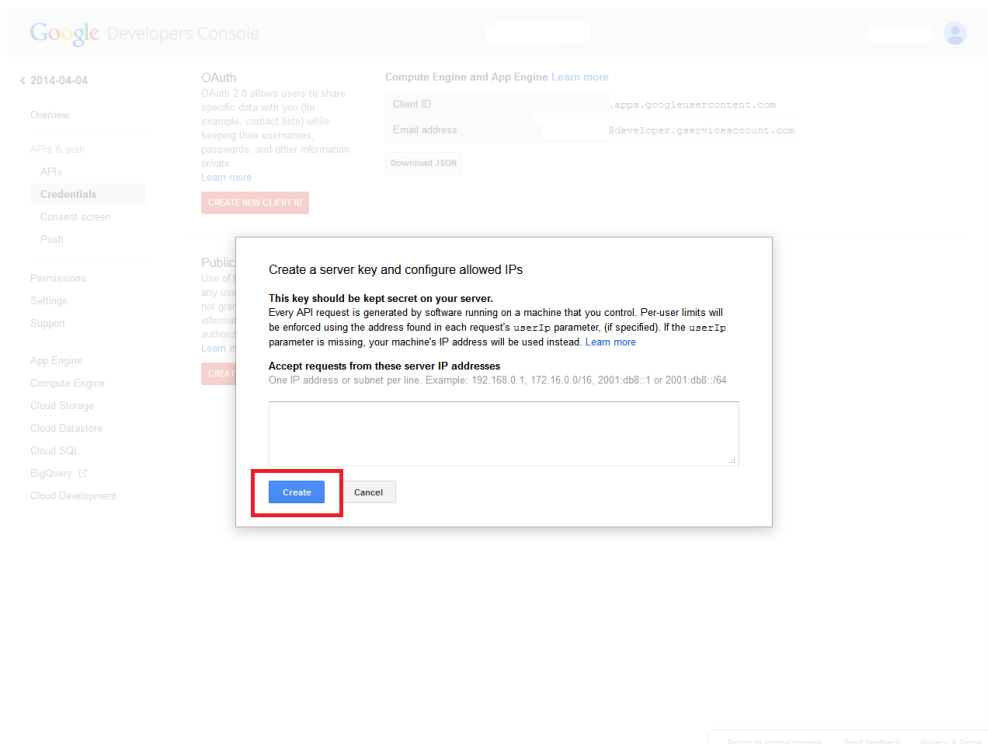 Google Developers Console
2014-04-04
Overview
APIs & auth
APIs
Credentials
Consent screen
Push
Permissions
Settings
Support
App Engine
Compute Engine
Cloud Storage
Cloud Datastore
Cloud SQL
BigQuery
Cloud Development
OAuth
OAuth 2.0 allows users to share
specific data with you (for
example, contact lists) while
keeping their usernames,
passwords, and other information
private.
Learn more
CREATE NEW CLIENT ID
Compute Engine and App Engine Learn more
Client ID .apps.googleusercontent.com
Email address @developer.gserviceaccount.com
Download JSON
Public
Use of
any use
not
Learn
CREAT
Create a server key and configure allowed IPs
This key should be kept secret on your server.
Every API request is generated by software running on a machine that you control. Per-user limits will
be enforced using the address found in each request's userIp parameter, (if specified). If the userIp
parameter is missing, your machine's IP address will be used instead. Learn more
Accept requests from these server IP addresses
One IP address or subnet per line. Example: 192.168.0.1, 172.16.0.0/16, 2001:db8::1 or 2001:db8::/64
Create Cancel
Return to original console Send feedback Privacy & Terms